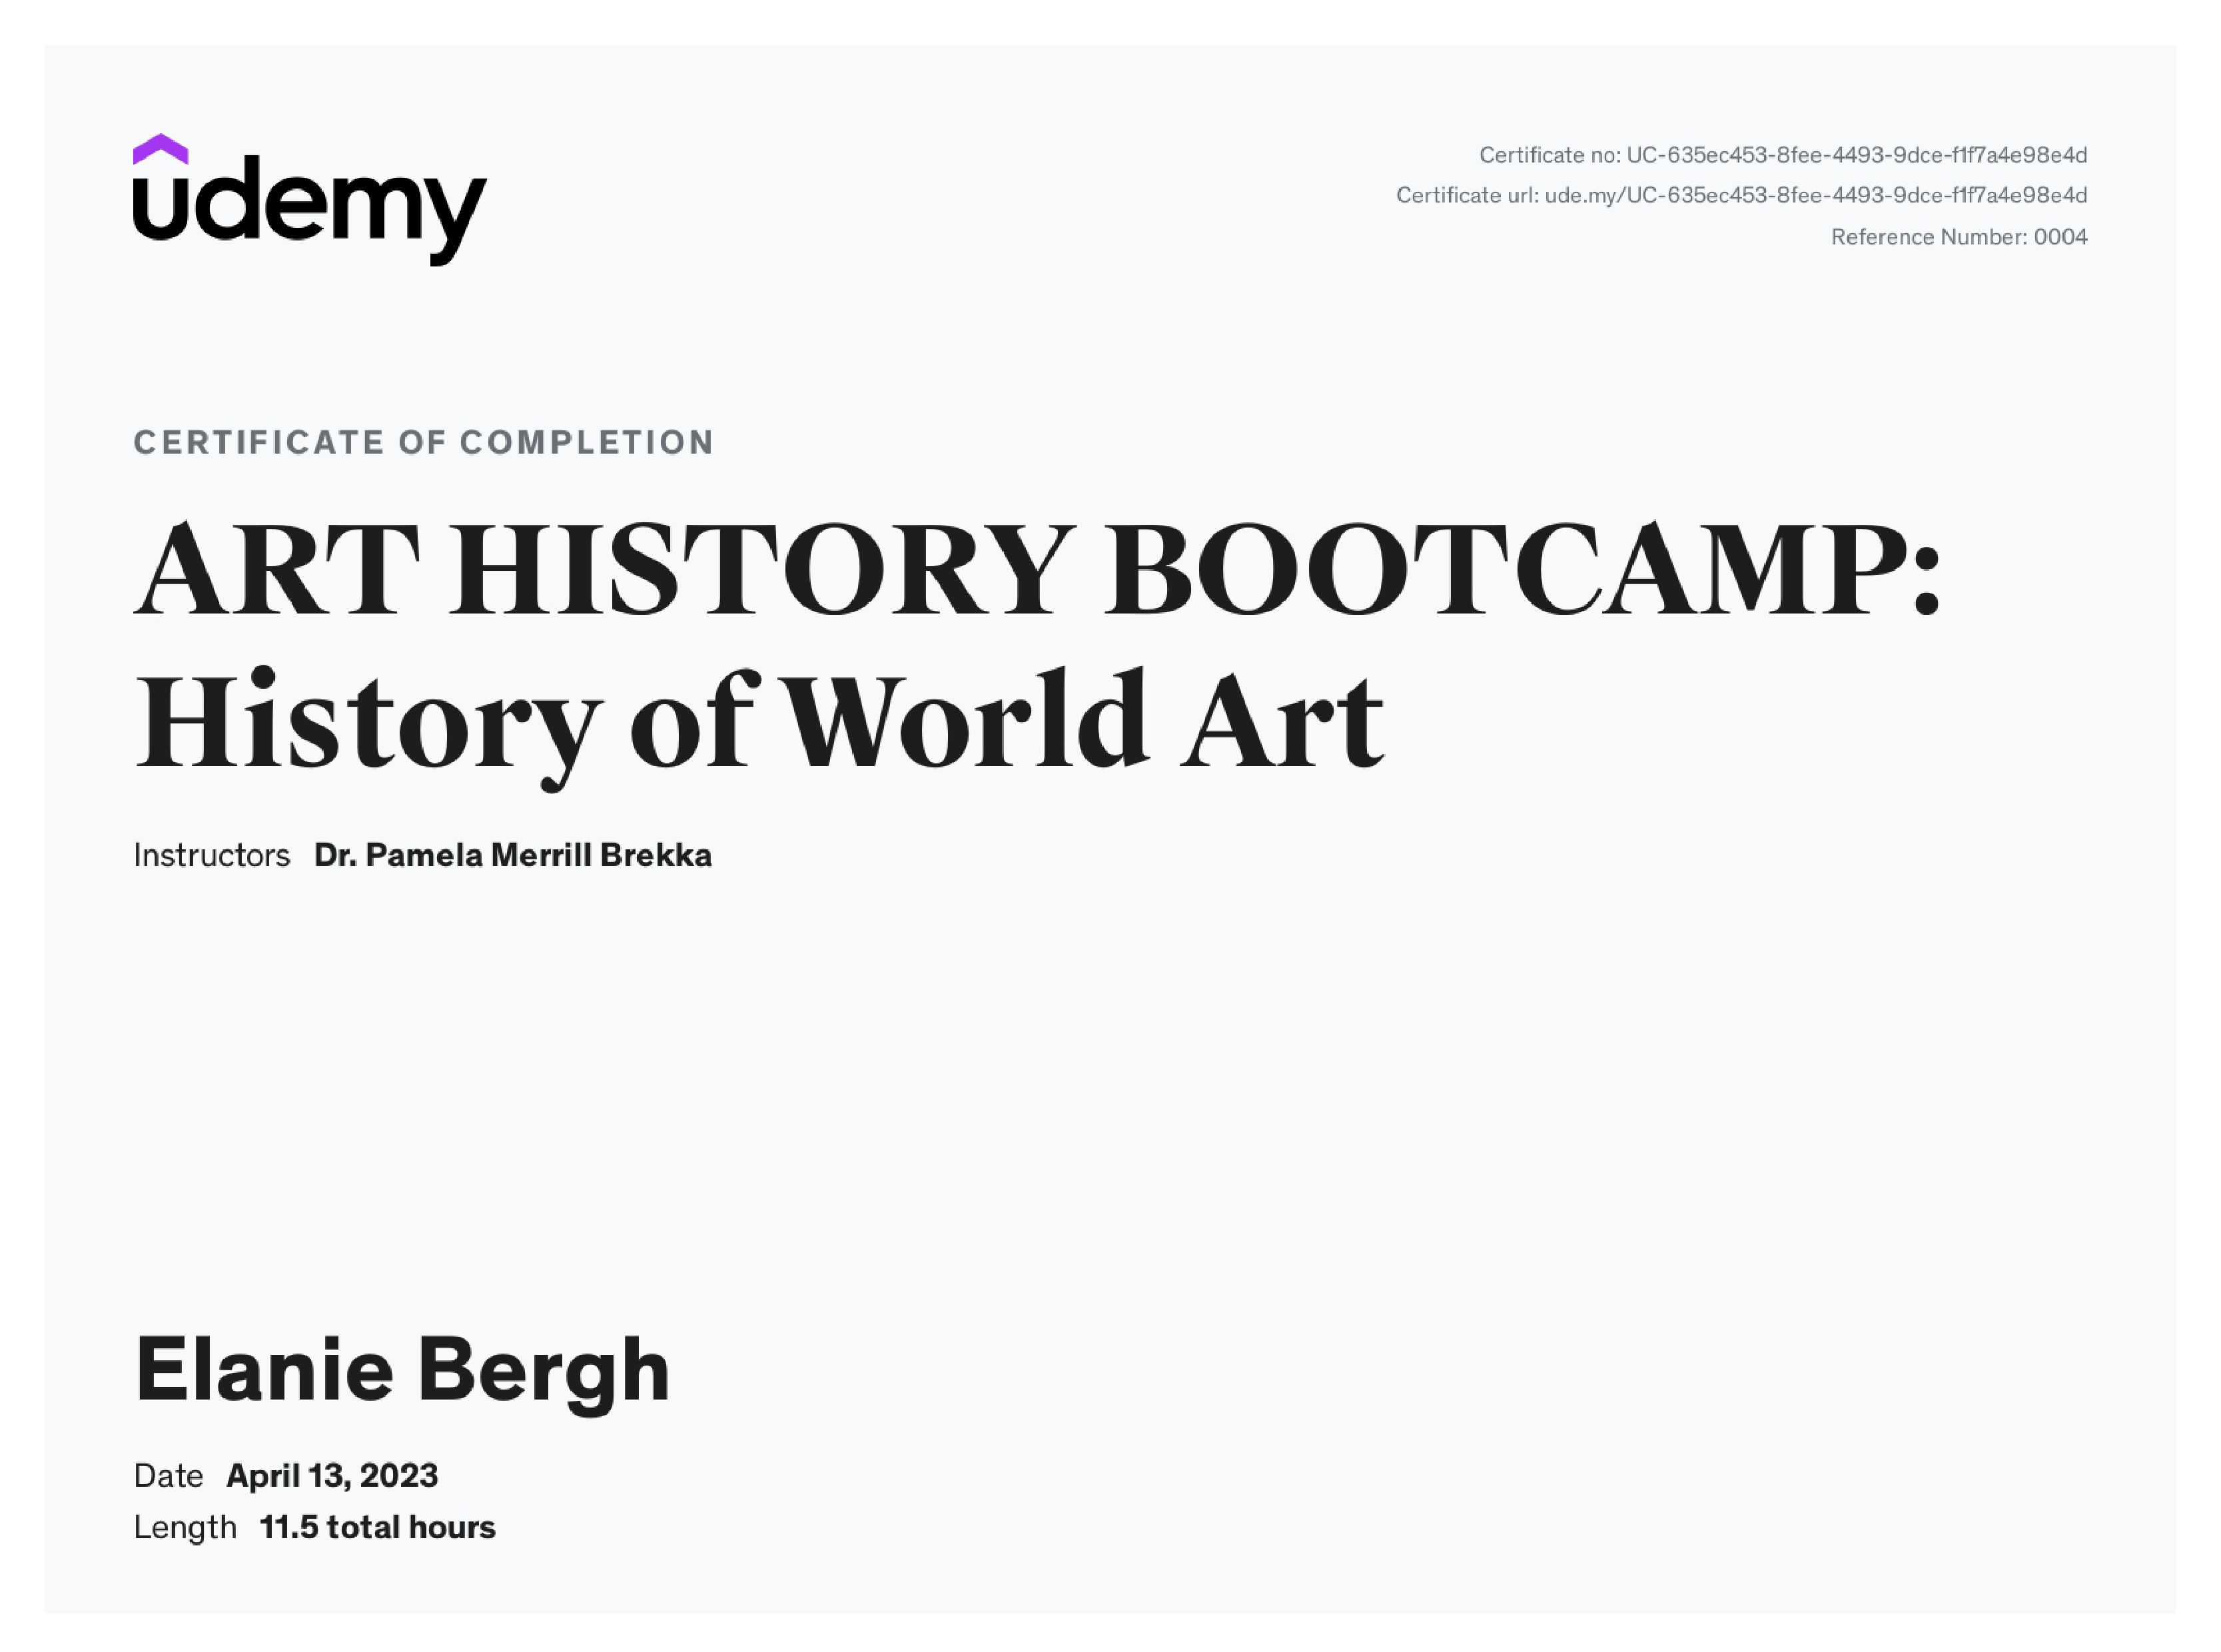 udemy
Certificate no: UC-635ec453-8fee-4493-9dce-f1f7a4e98e4d
Certificate url: ude.my/UC-635ec453-8fee-4493-9dce-f1f7a4e98e4d
Reference Number: 0004
CERTIFICATE OF COMPLETION
ART HISTORY BOOTCAMP:
History of World Art
Instructors Dr. Pamela Merrill Brekka
Elanie Bergh
Date April 13, 2023
Length 11.5 total hours